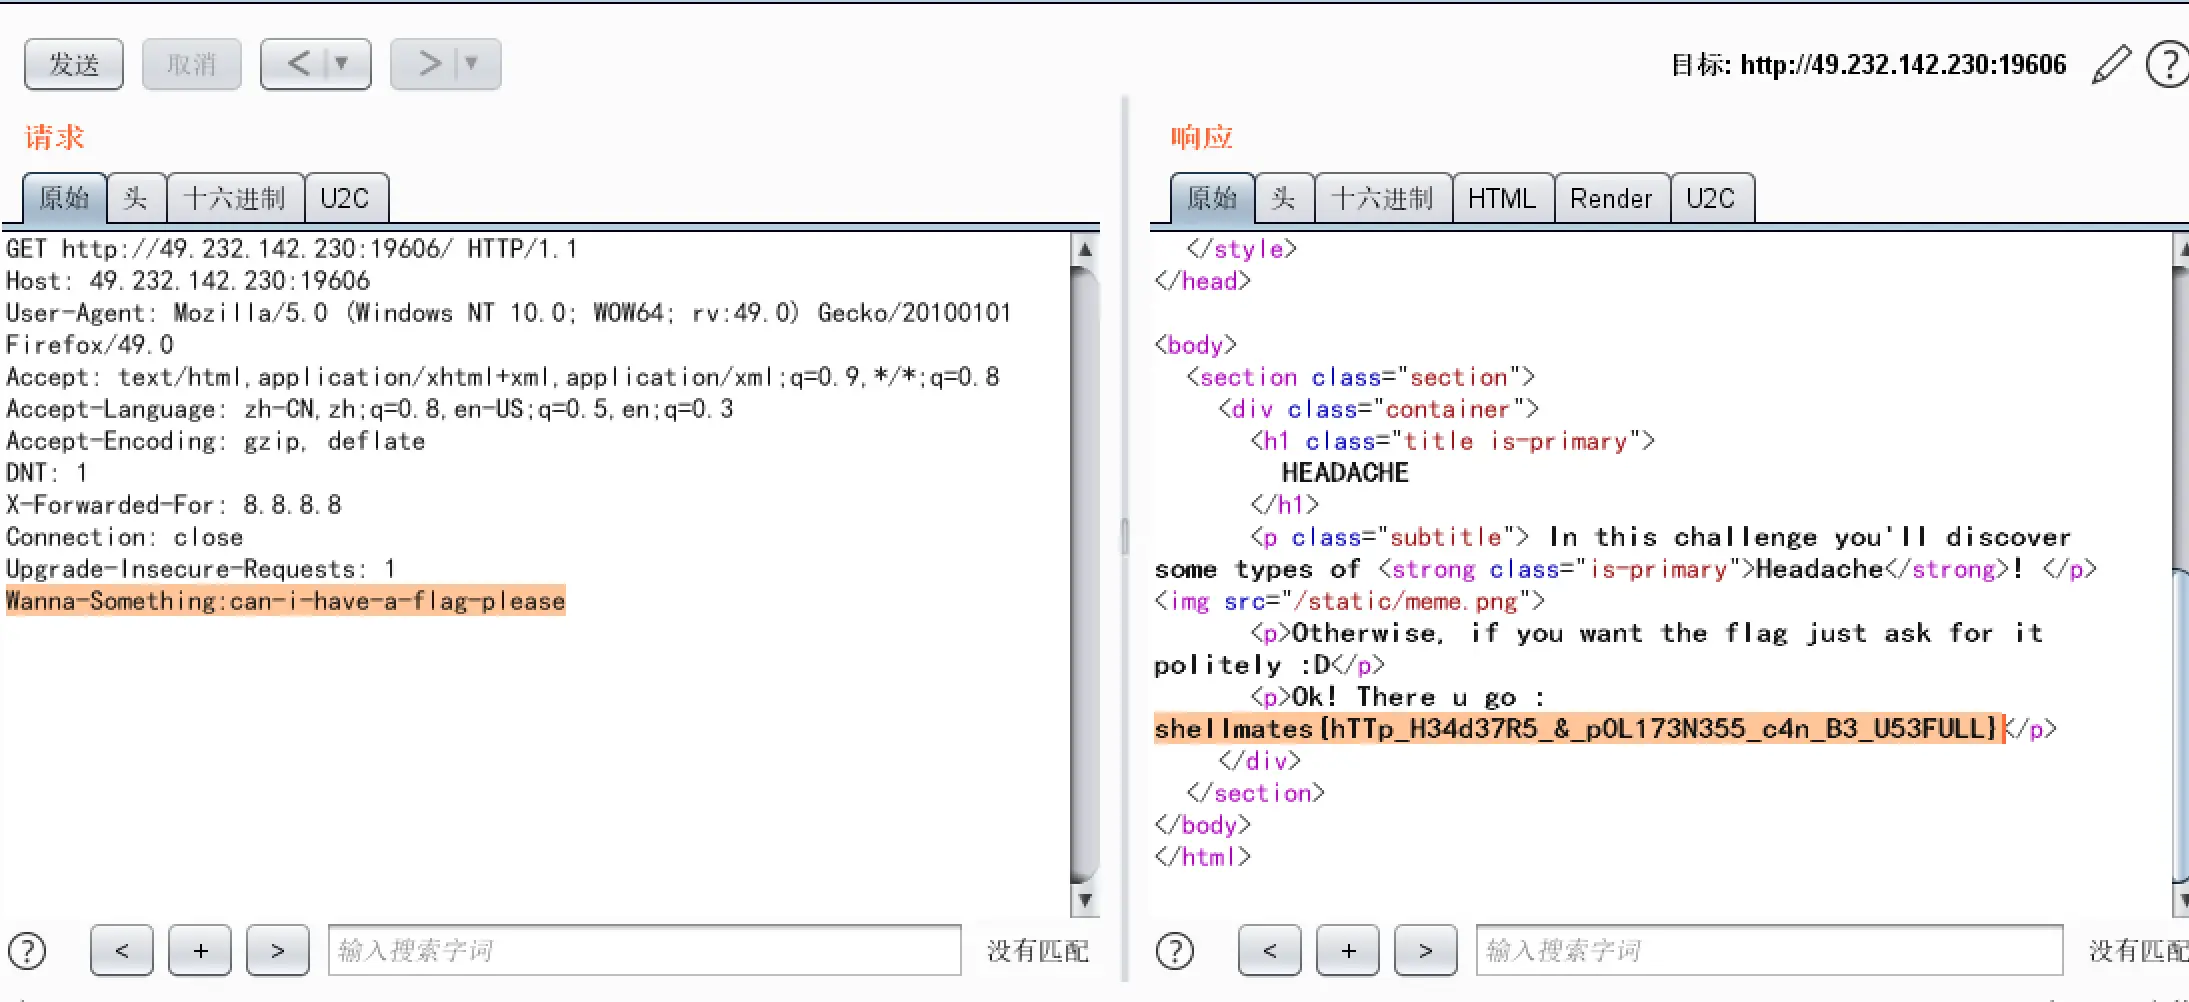 发送 取消 < ▼ > ▼ 目标: http://49.232.142.230:19606 ?
请求
原始 头 十六进制 U2C
GET http://49.232.142.230:19606/ HTTP/1.1
Host: 49.232.142.230:19606
User-Agent: Mozilla/5.0 (Windows NT 10.0; WOW64; rv:49.0) Gecko/20100101
Firefox/49.0
Accept: text/html,application/xhtml+xml,application/xml;q=0.9,*/*;q=0.8
Accept-Language: zh-CN,zh;q=0.8,en-US;q=0.5,en;q=0.3
Accept-Encoding: gzip, deflate
DNT: 1
X-Forwarded-For: 8.8.8.8
Connection: close
Upgrade-Insecure-Requests: 1
Wanna-Something:can-i-have-a-flag-please
? < + > 输入搜索字词 没有匹配
响应
原始 头 十六进制 HTML Render U2C
</style>
</head>
<body>
<section class="section">
<div class="container">
<h1 class="title is-primary">
HEADACHE
</h1>
<p class="subtitle"> In this challenge you'll discover
some types of <strong class="is-primary">Headache</strong>! </p>
<img src="/static/meme.png">
<p>Otherwise, if you want the flag just ask for it
politely :D</p>
<p>Ok! There u go :
shellmates{hTTp_H34d37R5_&_p0L173N355_c4n_B3_U53FULL}</p>
</div>
</section>
</body>
</html>
? < + > 输入搜索字词 没有匹配